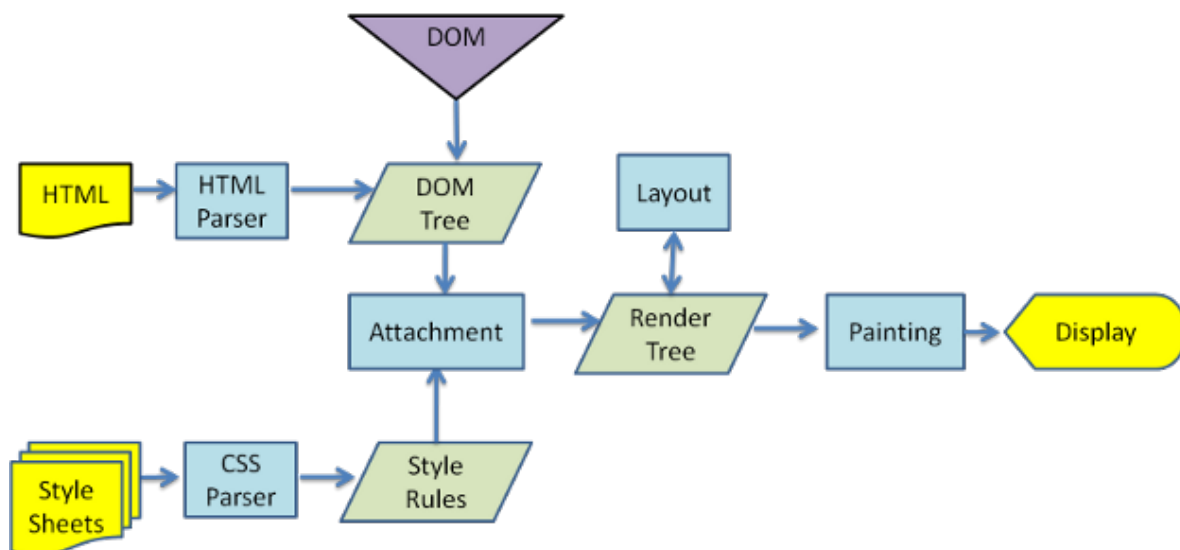 DOM
HTML
HTML
Parser
DOM
Tree
Layout
Attachment
Render
Tree
Painting
Display
Style
Sheets
CSS
Parser
Style
Rules